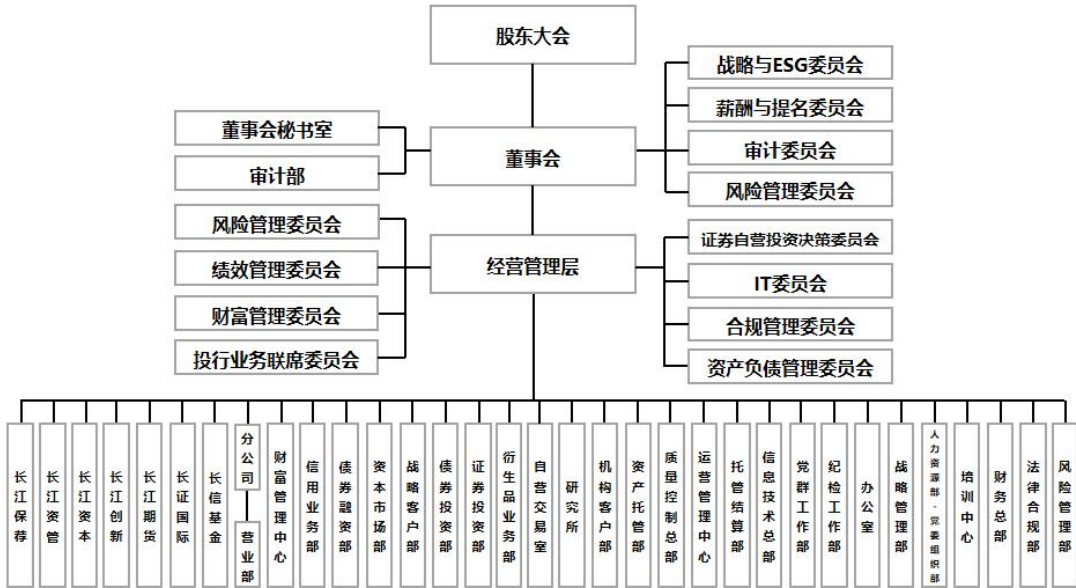 股东大会
战略与ESG委员会
薪酬与提名委员会
董事会秘书室
董事会
审计委员会
审计部
风险管理委员会
风险管理委员会
经营管理层
证券自营投资决策委员会
绩效管理委员会
IT委员会
财富管理委员会
合规管理委员会
投行业务联席委员会
资产负债管理委员会
长江保荐
长江资管
长江资本
长江创新
长江期货
长证国际
长信基金
分公司
营业部
财富管理中心
信用业务部
债券融资部
资本市场部
战略客户部
债券投资部
证券投资部
衍生品业务部
自营交易室
研究所
机构客户部
资产托管部
质量控制总部
运营管理中心
托管结算部
信息技术总部
党群工作部
纪检工作部
办公室
战略管理部
人力资源部·党委组织部
培训中心
财务总部
法律合规部
风险管理部